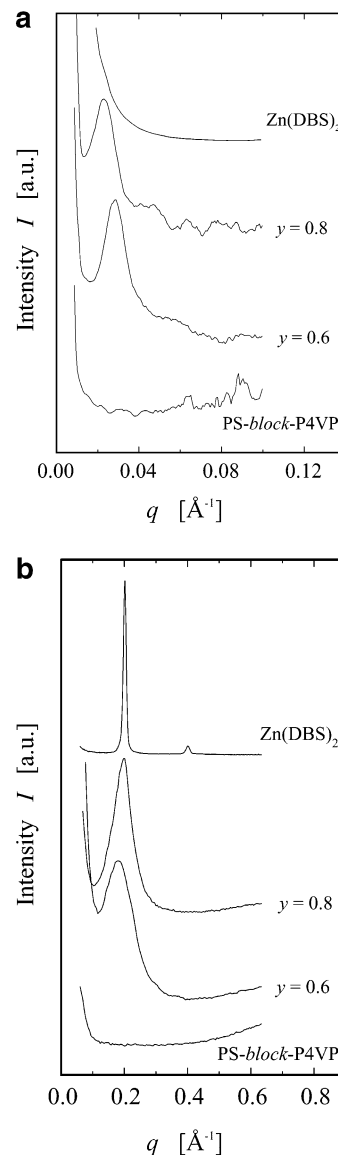 a
Intensity I [a.u.]
Zn(DBS)₂
y = 0.8
y = 0.6
PS-block-P4VP
0.00 0.04 0.08 0.12
q [Å⁻¹]
b
Intensity I [a.u.]
Zn(DBS)₂
y = 0.8
y = 0.6
PS-block-P4VP
0.0 0.2 0.4 0.6 0.8
q [Å⁻¹]